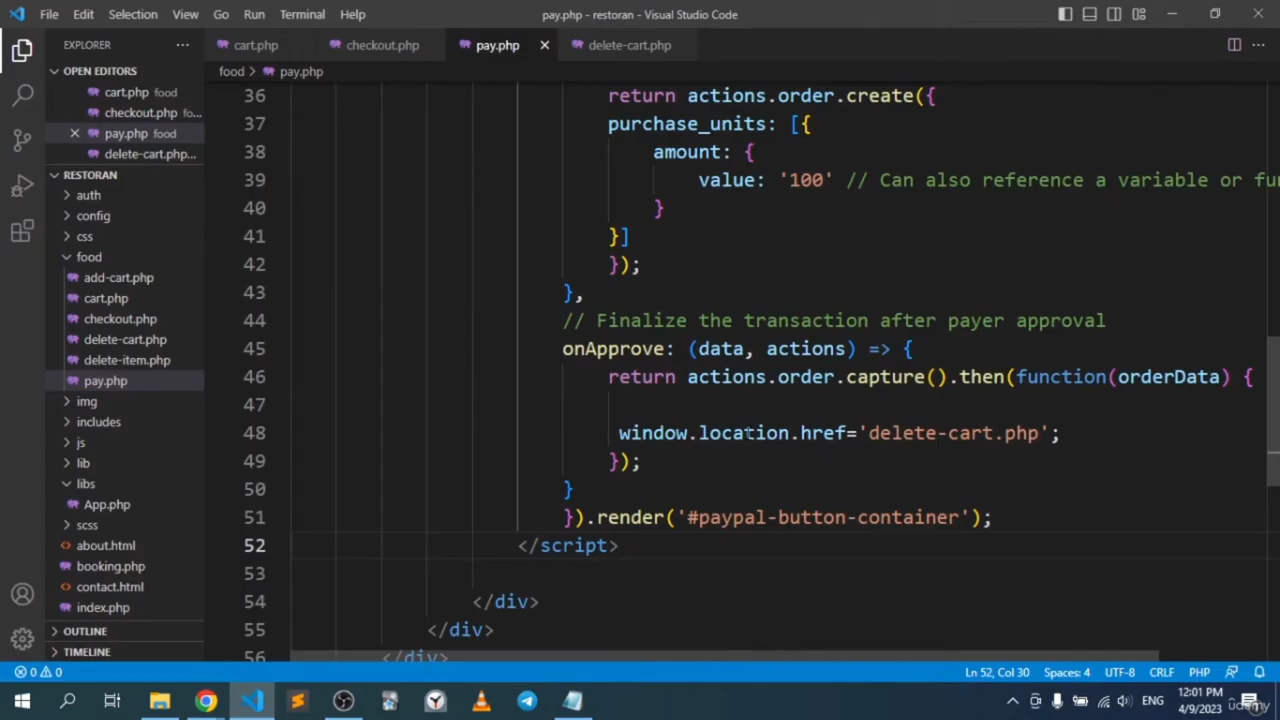 File Edit Selection View Go Run Terminal Help pay.php - restoran - Visual Studio Code
EXPLORER
OPEN EDITORS
cart.php food
checkout.php fo...
pay.php food
delete-cart.php...
RESTORAN
auth
config
css
food
add-cart.php
cart.php
checkout.php
delete-cart.php
delete-item.php
pay.php
img
includes
js
lib
libs
App.php
scss
about.html
booking.php
contact.html
index.php
OUTLINE
TIMELINE
cart.php checkout.php pay.php delete-cart.php
food > pay.php
36 return actions.order.create({
37 purchase_units: [{
38 amount: {
39 value: '100' // Can also reference a variable or fu
40 }
41 }]
42 });
43 },
44 // Finalize the transaction after payer approval
45 onApprove: (data, actions) => {
46 return actions.order.capture().then(function(orderData) {
47
48 window.location.href='delete-cart.php';
49 });
50 }
51 }).render('#paypal-button-container');
52 </script>
53
54 </div>
55 </div>
56 </div>
0 0 Ln 52, Col 30 Spaces: 4 UTF-8 CRLF PHP
ENG 12:01 PM
4/9/2023
udemy